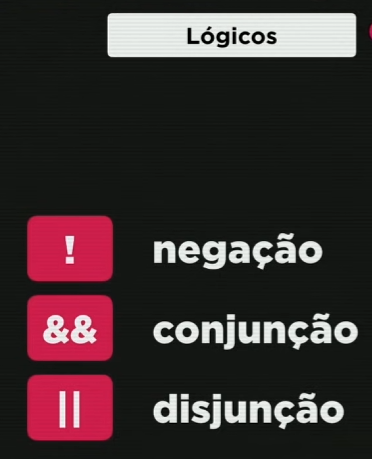 Lógicos
! negação
&& conjunção
|| disjunção